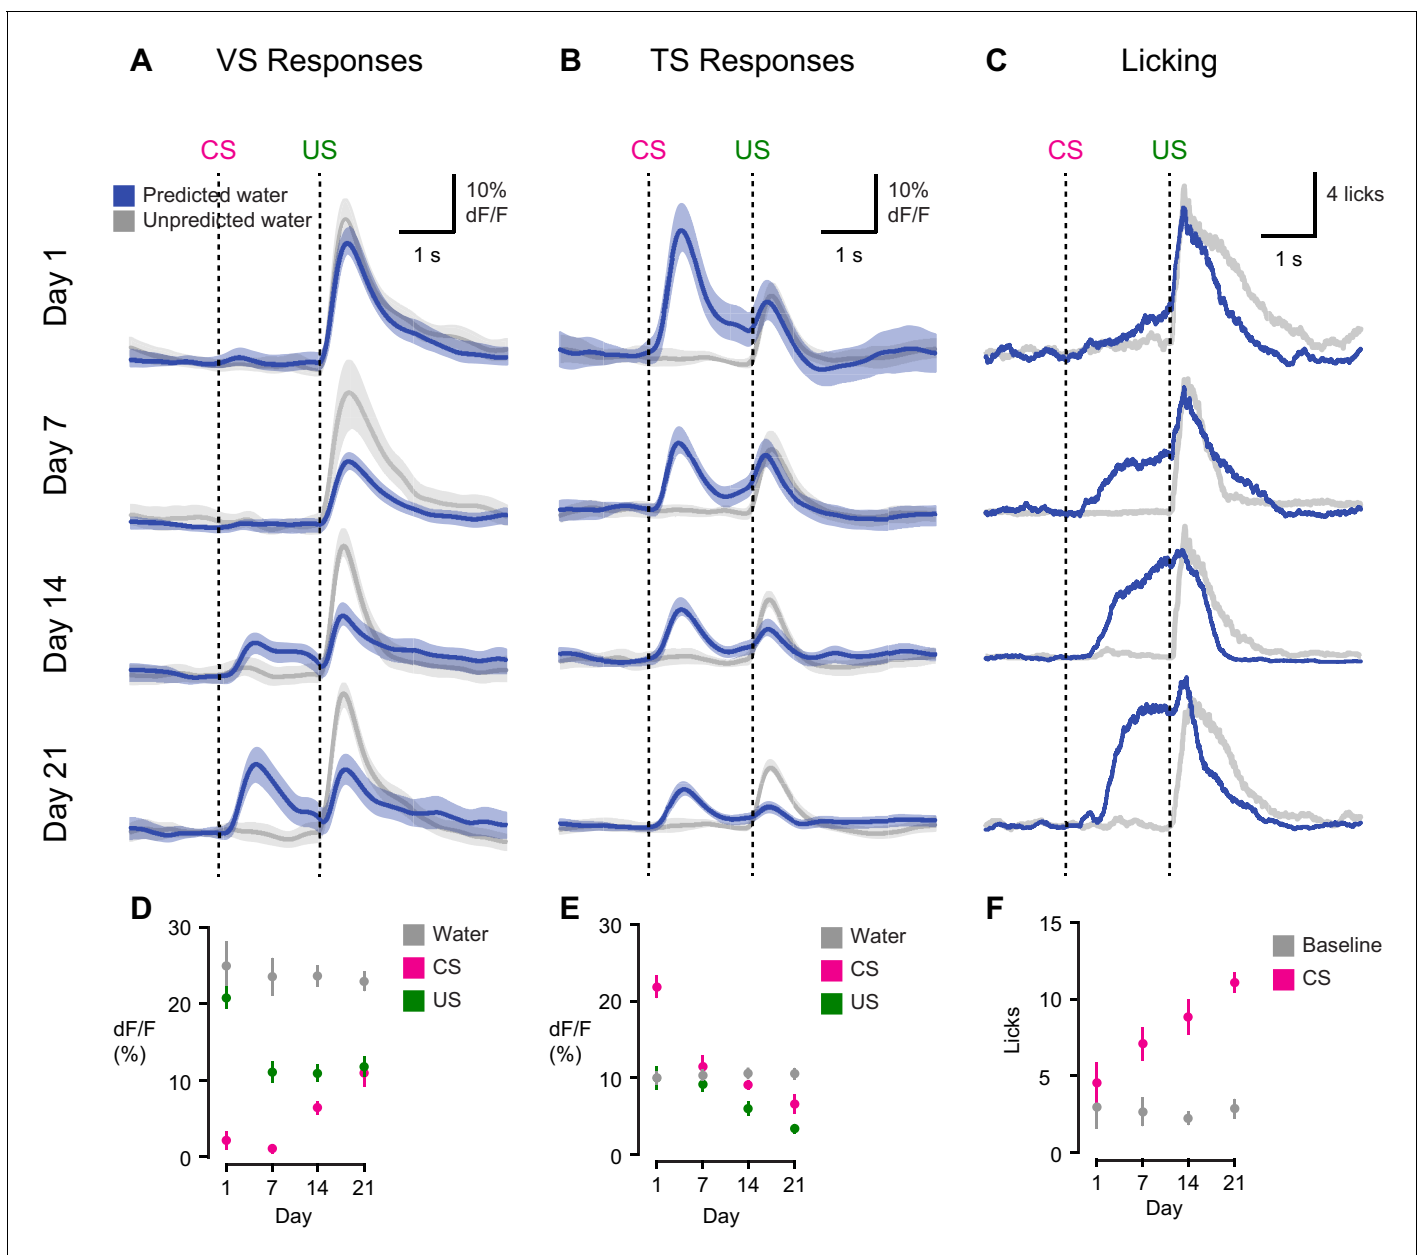 A VS Responses
B TS Responses
C Licking
CS US
CS US
CS US
Predicted water
Unpredicted water
10%
dF/F
1 s
10%
dF/F
1 s
4 licks
1 s
Day 1
Day 7
Day 14
Day 21
D
30
20
10
0
dF/F
(%)
1 7 14 21
Day
Water
CS
US
E
30
20
10
0
dF/F
(%)
1 7 14 21
Day
Water
CS
US
F
15
10
5
0
Licks
1 7 14 21
Day
Baseline
CS